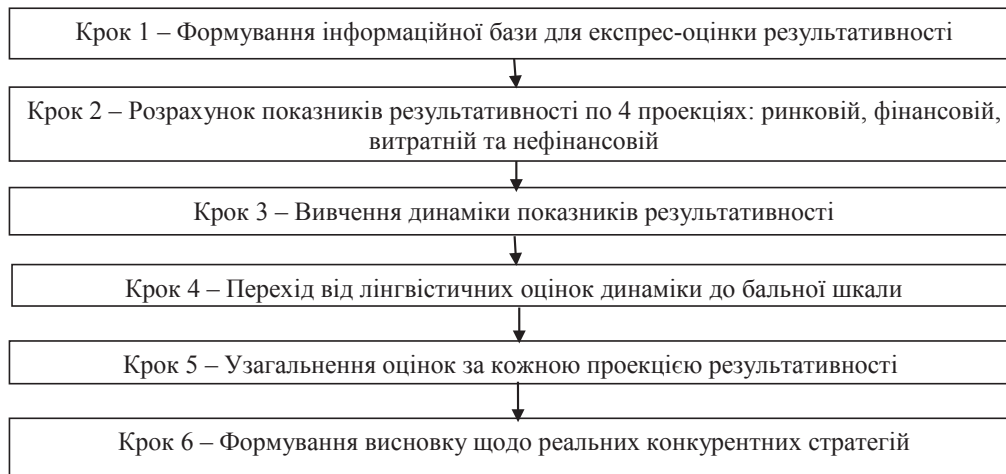 Крок 1 – Формування інформаційної бази для експрес-оцінки результативності
Крок 2 – Розрахунок показників результативності по 4 проекціях: ринковій, фінансовій,
витратній та нефінансовій
Крок 3 – Вивчення динаміки показників результативності
Крок 4 – Перехід від лінгвістичних оцінок динаміки до бальної шкали
Крок 5 – Узагальнення оцінок за кожною проекцією результативності
Крок 6 – Формування висновку щодо реальних конкурентних стратегій